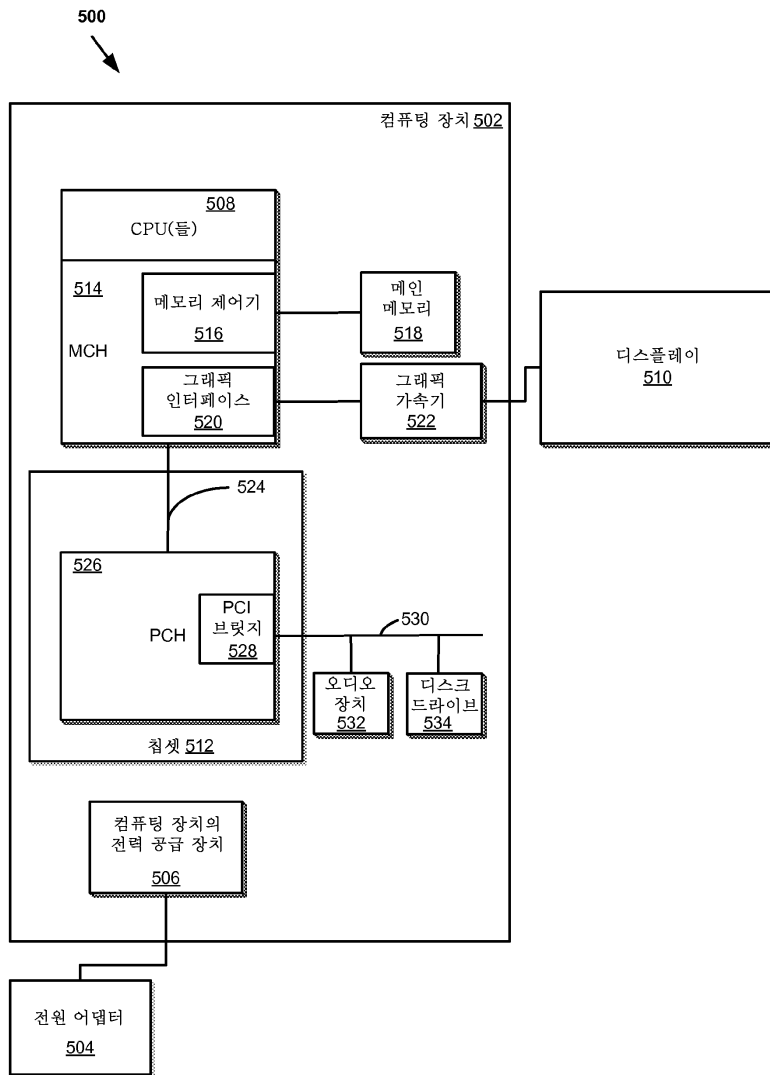 500
컴퓨팅 장치 502
508
CPU(들)
514
MCH
메모리 제어기
516
메인
메모리
518
그래픽
인터페이스
520
그래픽
가속기
522
디스플레이
510
524
526
PCH
PCI
브릿지
528
530
오디오
장치
532
디스크
드라이브
534
칩셋 512
컴퓨팅 장치의
전력 공급 장치
506
전원 어댑터
504